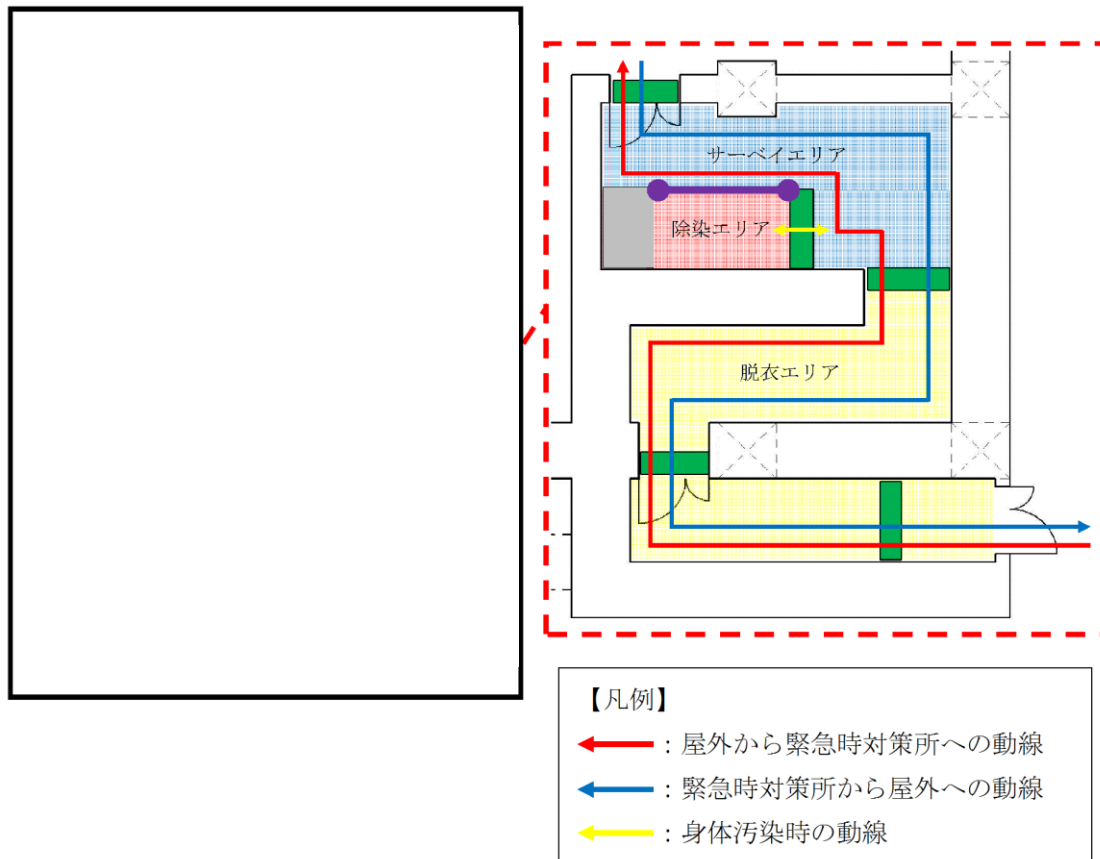 サーベイエリア
除染エリア
脱衣エリア
【凡例】
：屋外から緊急時対策所への動線
：緊急時対策所から屋外への動線
：身体汚染時の動線